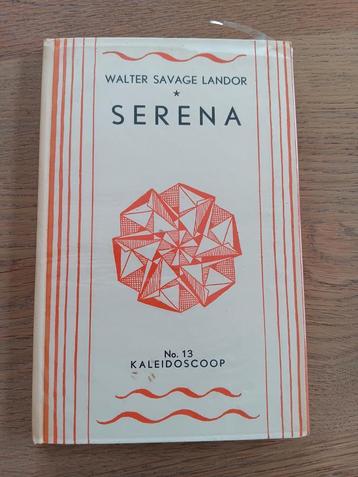 WALTER SAVAGE LANDOR
★
SERENA
No. 13
KALEIDOSCOOP